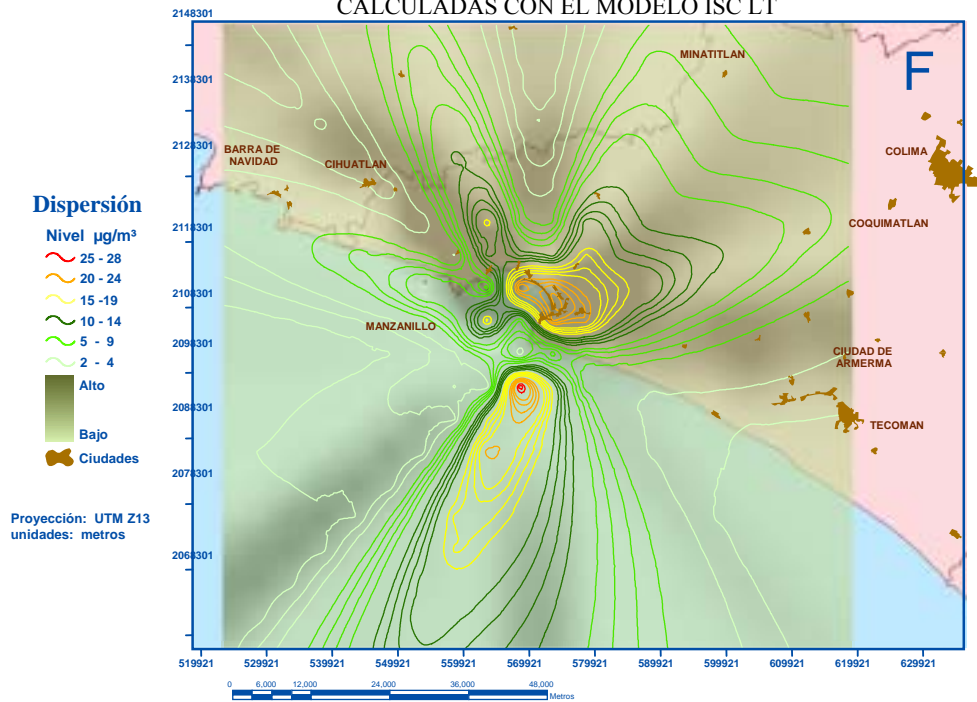 CALCULADAS CON EL MODELO ISC LT
2148301
2138301
2128301
2118301
2108301
2098301
2088301
2078301
2068301
F
MINATITLAN
BARRA DE
NAVIDAD
CIHUATLAN
COLIMA
COQUIMATLAN
MANZANILLO
CIUDAD DE
ARMERMA
TECOMAN
Dispersión
Nivel µg/m³
25 - 28
20 - 24
15 -19
10 - 14
5 - 9
2 - 4
Alto
Bajo
Ciudades
Proyección: UTM Z13
unidades: metros
519921 529921 539921 549921 559921 569921 579921 589921 599921 609921 619921 629921
0 6,000 12,000 24,000 36,000 48,000
Metros